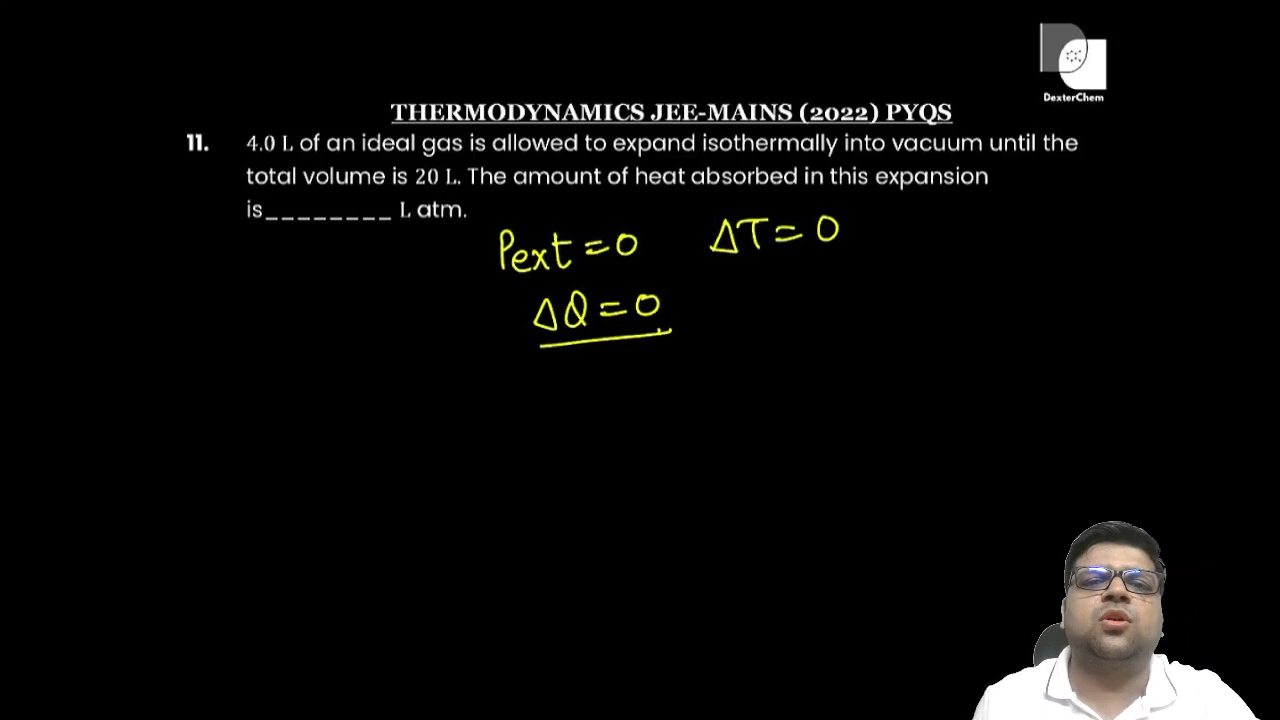 DexterChem
THERMODYNAMICS JEE-MAINS (2022) PYQS
11. 4.0 L of an ideal gas is allowed to expand isothermally into vacuum until the
total volume is 20 L. The amount of heat absorbed in this expansion
is________ L atm.
Pext = 0 ΔT = 0
ΔQ = 0